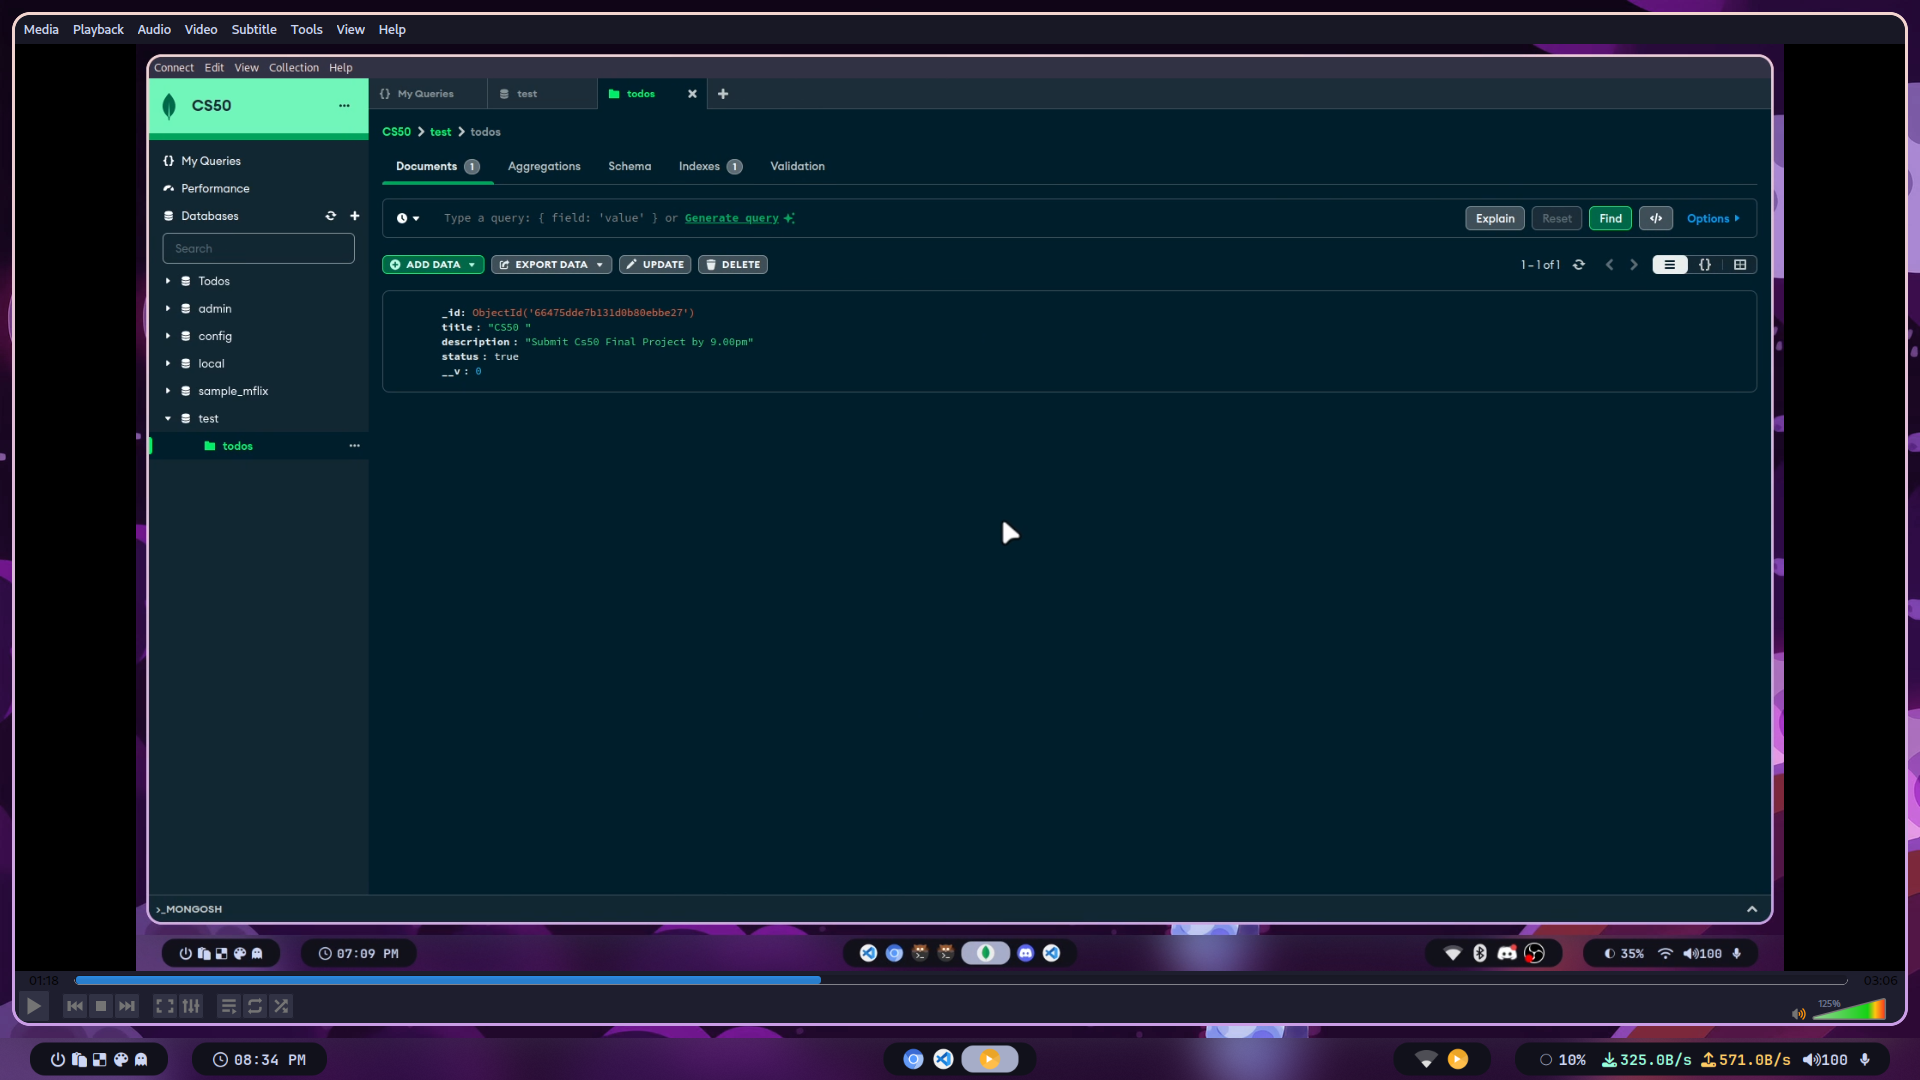 Media Playback Audio Video Subtitle Tools View Help
Connect Edit View Collection Help
CS50 ...
{} My Queries
test
todos
CS50 > test > todos
Documents 1 Aggregations Schema Indexes 1 Validation
{} My Queries
Performance
Databases
Search
Todos
admin
config
local
sample_mflix
test
todos ...
Type a query: { field: 'value' } or Generate query
Explain Reset Find </> Options
ADD DATA EXPORT DATA UPDATE DELETE
1 – 1 of 1 {}
_id: ObjectId('66475dde7b131d0b80ebbe27')
title : "CS50 "
description : "Submit Cs50 Final Project by 9.00pm"
status : true
__v : 0
>_MONGOSH
07:09 PM 35% 100
01:18 03:06
125%
08:34 PM 10% 325.0B/s 571.0B/s 100